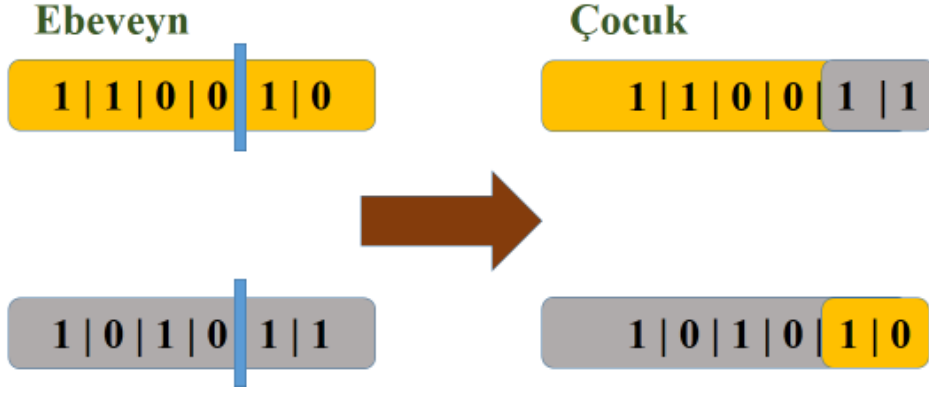 Ebeveyn
Çocuk
1 | 1 | 0 | 0 1 | 0
1 | 1 | 0 | 0 | 1 | 1
1 | 0 | 1 | 0 1 | 1
1 | 0 | 1 | 0 | 1 | 0